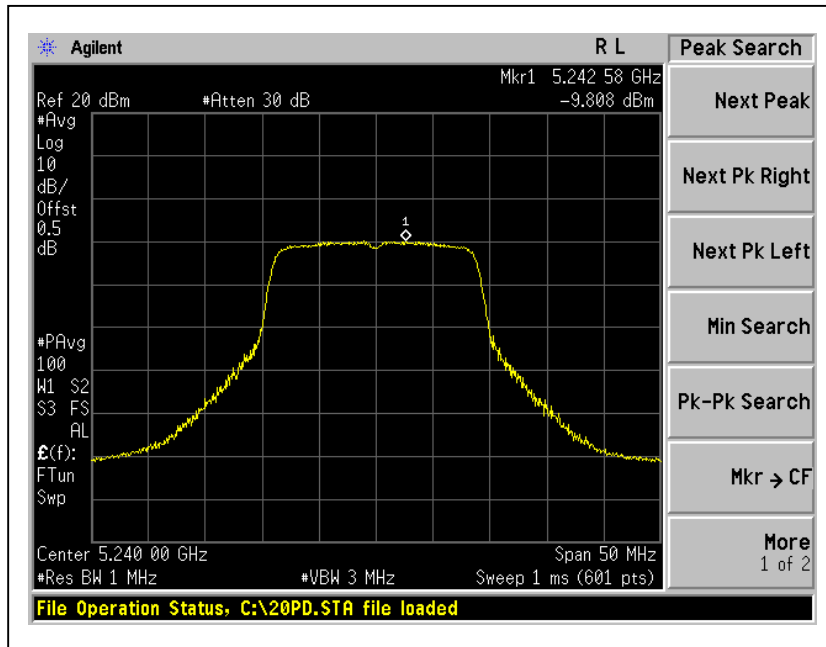 Agilent R L Peak Search
Mkr1 5.242 58 GHz
Ref 20 dBm #Atten 30 dB -9.808 dBm
#Avg
Log
10
dB/
Offst
0.5
dB
1
#PAvg
100
W1 S2
S3 FS
AL
£(f):
FTun
Swp
Center 5.240 00 GHz Span 50 MHz
#Res BW 1 MHz #VBW 3 MHz Sweep 1 ms (601 pts)
File Operation Status, C:\20PD.STA file loaded
Next Peak
Next Pk Right
Next Pk Left
Min Search
Pk-Pk Search
Mkr → CF
More
1 of 2